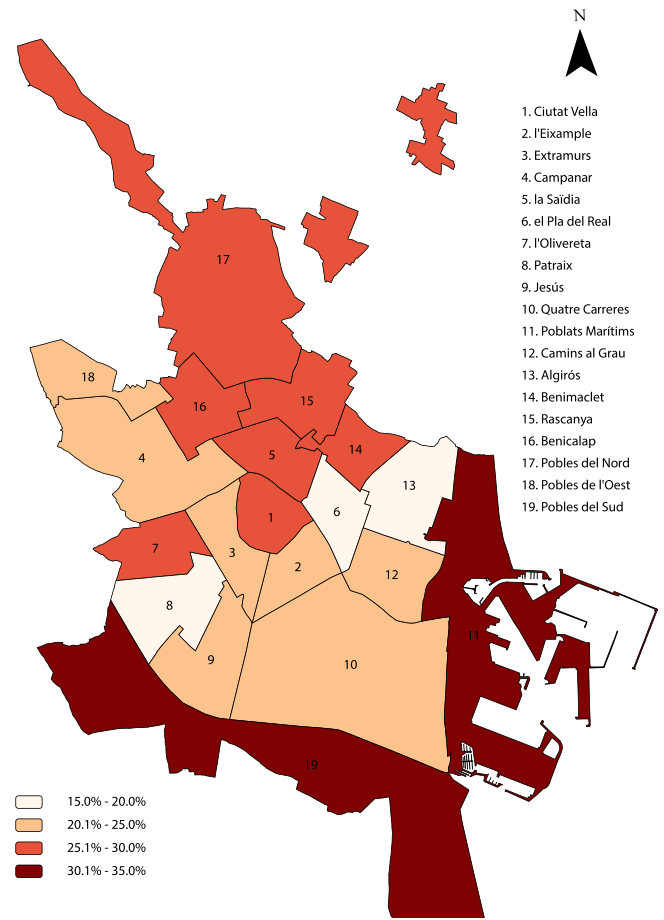 N
1. Ciutat Vella
2. l'Eixample
3. Extramurs
4. Campanar
5. la Saïdia
6. el Pla del Real
7. l'Olivereta
8. Patraix
9. Jesús
10. Quatre Carreres
11. Poblats Marítims
12. Camins al Grau
13. Algirós
14. Benimaclet
15. Rascanya
16. Benicalap
17. Pobles del Nord
18. Pobles de l'Oest
19. Pobles del Sud
17
18
16
15
14
5
4
13
6
1
7
3
2
12
8
11
9
10
19
15.0% - 20.0%
20.1% - 25.0%
25.1% - 30.0%
30.1% - 35.0%